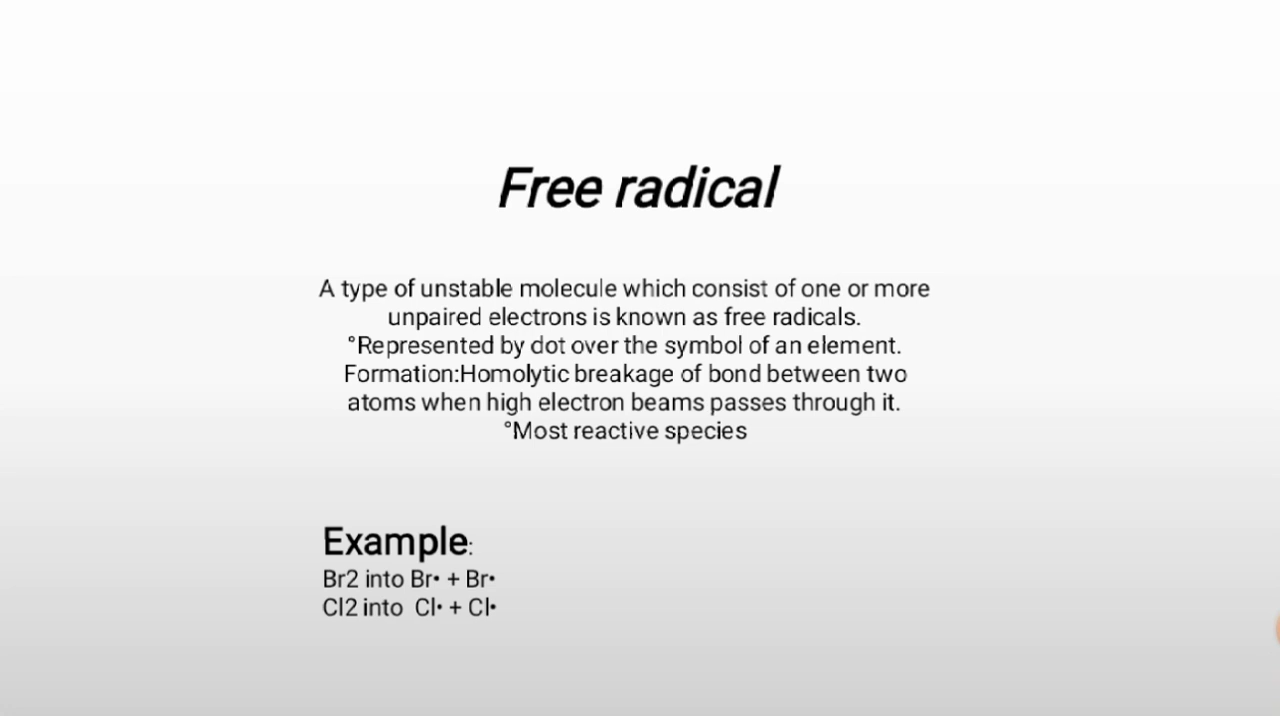 Free radical
A type of unstable molecule which consist of one or more
unpaired electrons is known as free radicals.
°Represented by dot over the symbol of an element.
Formation:Homolytic breakage of bond between two
atoms when high electron beams passes through it.
°Most reactive species
Example:
Br2 into Br• + Br•
Cl2 into  Cl• + Cl•